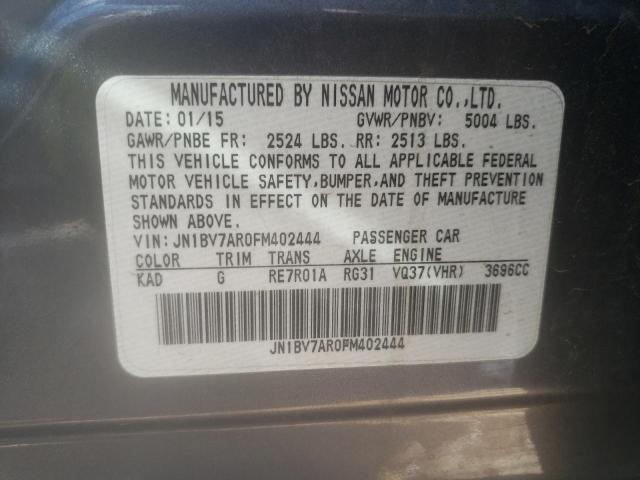 MANUFACTURED BY NISSAN MOTOR CO.,LTD.
DATE: 01/15 GVWR/PNBV: 5004 LBS.
GAWR/PNBE FR: 2524 LBS. RR: 2513 LBS.
THIS VEHICLE CONFORMS TO ALL APPLICABLE FEDERAL
MOTOR VEHICLE SAFETY,BUMPER,AND THEFT PREVENTION
STANDARDS IN EFFECT ON THE DATE OF MANUFACTURE
SHOWN ABOVE.
VIN: JN1BV7AR0FM402444 PASSENGER CAR
COLOR TRIM TRANS AXLE ENGINE
KAD G RE7R01A RG31 VQ37(VHR) 3696CC
JN1BV7AR0FM402444